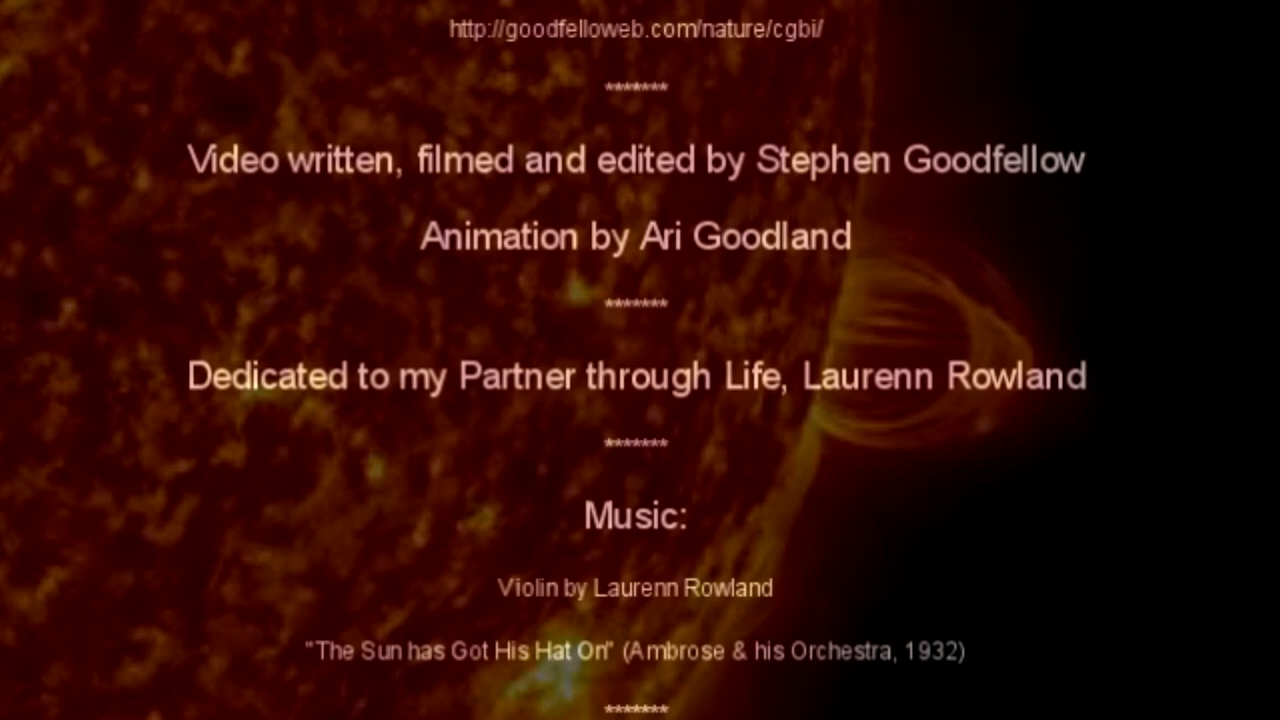 http://goodfelloweb.com/nature/cgbi/
*******
Video written, filmed and edited by Stephen Goodfellow
Animation by Ari Goodland
*******
Dedicated to my Partner through Life, Laurenn Rowland
*******
Music:
Violin by Laurenn Rowland
"The Sun has Got His Hat On" (Ambrose & his Orchestra, 1932)
*******